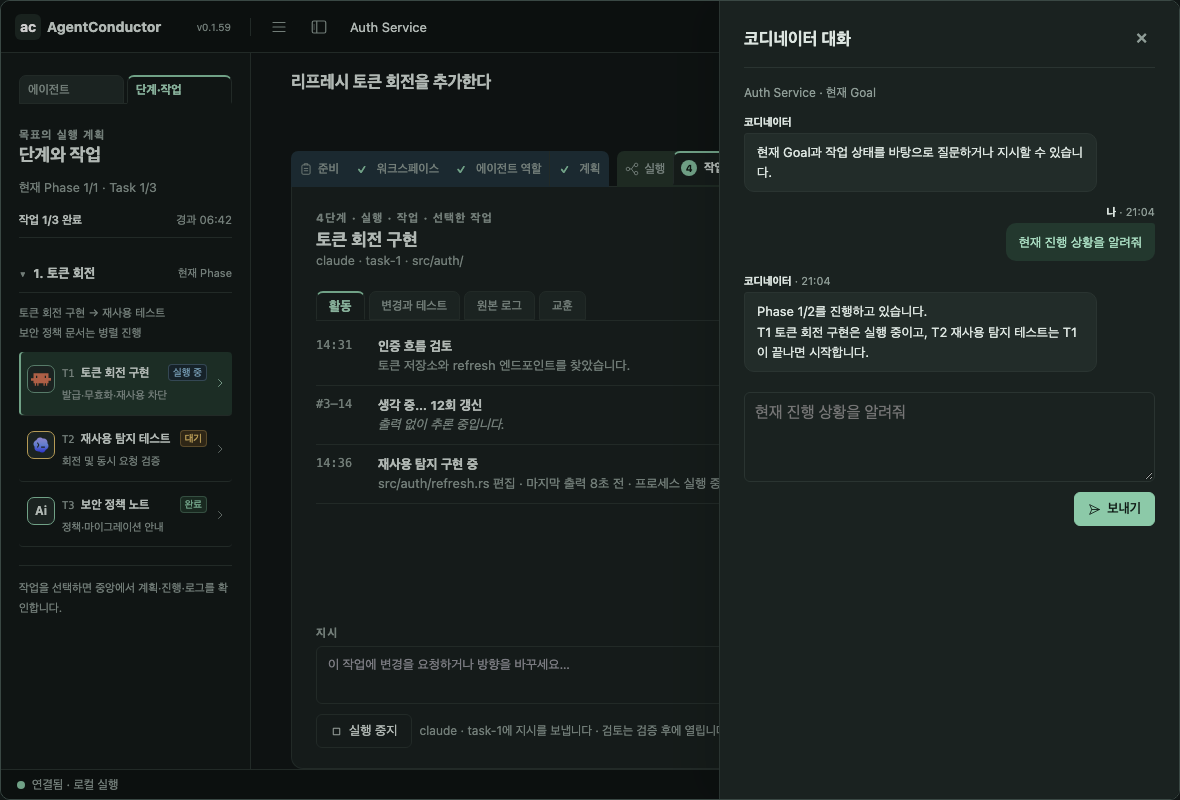 ac AgentConductor v0.1.59 Auth Service
에이전트 단계·작업
목표의 실행 계획
단계와 작업
현재 Phase 1/1 · Task 1/3
작업 1/3 완료 경과 06:42
1. 토큰 회전 현재 Phase
토큰 회전 구현 → 재사용 테스트
보안 정책 문서는 병렬 진행
T1 토큰 회전 구현 실행 중
발급·무효화·재사용 차단
T2 재사용 탐지 테스트 대기
회전 및 동시 요청 검증
Ai T3 보안 정책 노트 완료
정책·마이그레이션 안내
작업을 선택하면 중앙에서 계획·진행·로그를 확
인합니다.
연결됨 · 로컬 실행
리프레시 토큰 회전을 추가한다
준비 워크스페이스 에이전트 역할 계획 실행 4 작업
4단계 · 실행 · 작업 · 선택한 작업
토큰 회전 구현
claude · task-1 · src/auth/
활동 변경과 테스트 원본 로그 교훈
14:31 인증 흐름 검토
토큰 저장소와 refresh 엔드포인트를 찾았습니다.
#3–14 생각 중… 12회 갱신
출력 없이 추론 중입니다.
14:36 재사용 탐지 구현 중
src/auth/refresh.rs 편집 · 마지막 출력 8초 전 · 프로세스 실행 중
지시
이 작업에 변경을 요청하거나 방향을 바꾸세요...
실행 중지 claude · task-1에 지시를 보냅니다 · 검토는 검증 후에 열립니다
코디네이터 대화
Auth Service · 현재 Goal
코디네이터
현재 Goal과 작업 상태를 바탕으로 질문하거나 지시할 수 있습니
다.
나 · 21:04
현재 진행 상황을 알려줘
코디네이터 · 21:04
Phase 1/2를 진행하고 있습니다.
T1 토큰 회전 구현은 실행 중이고, T2 재사용 탐지 테스트는 T1
이 끝나면 시작합니다.
현재 진행 상황을 알려줘
보내기